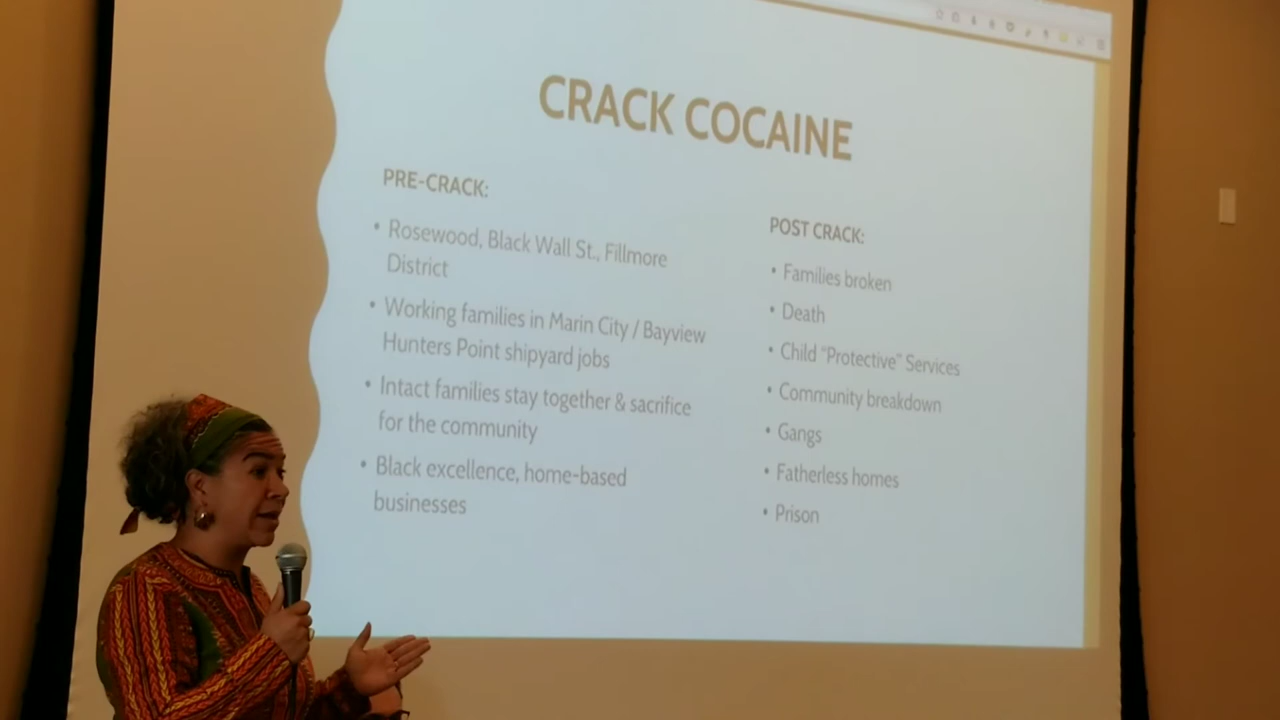 CRACK COCAINE
PRE-CRACK:
• Rosewood, Black Wall St., Fillmore
District
• Working families in Marin City / Bayview
Hunters Point shipyard jobs
• Intact families stay together & sacrifice
for the community
• Black excellence, home-based
businesses
POST CRACK:
• Families broken
• Death
• Child "Protective" Services
• Community breakdown
• Gangs
• Fatherless homes
• Prison